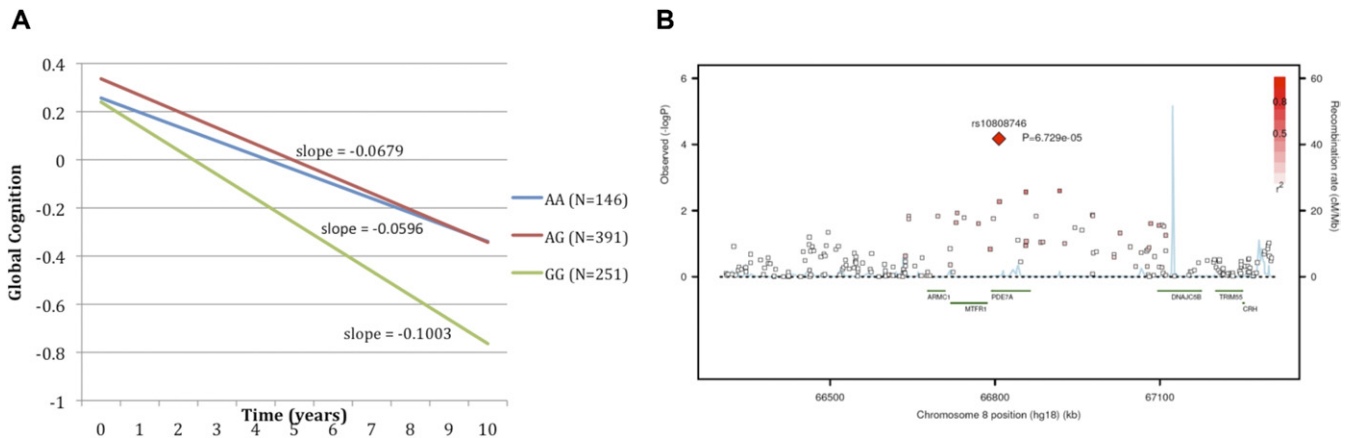 A
0.4
0.2
0
-0.2
-0.4
-0.6
-0.8
-1
Global Cognition
slope = -0.0679
slope = -0.0596
slope = -0.1003
AA (N=146)
AG (N=391)
GG (N=251)
Time (years)
0 1 2 3 4 5 6 7 8 9 10
B
6
4
2
0
Observed (-logP)
rs10808746
P=6.729e-05
0.8
0.5
r²
60
40
20
0
Recombination rate (cM/Mb)
ARMC1
MTFR1
PDE7A
DNAJC5B
TRIM55
CRH
66500 66800 67100
Chromosome 8 position (hg18) (kb)